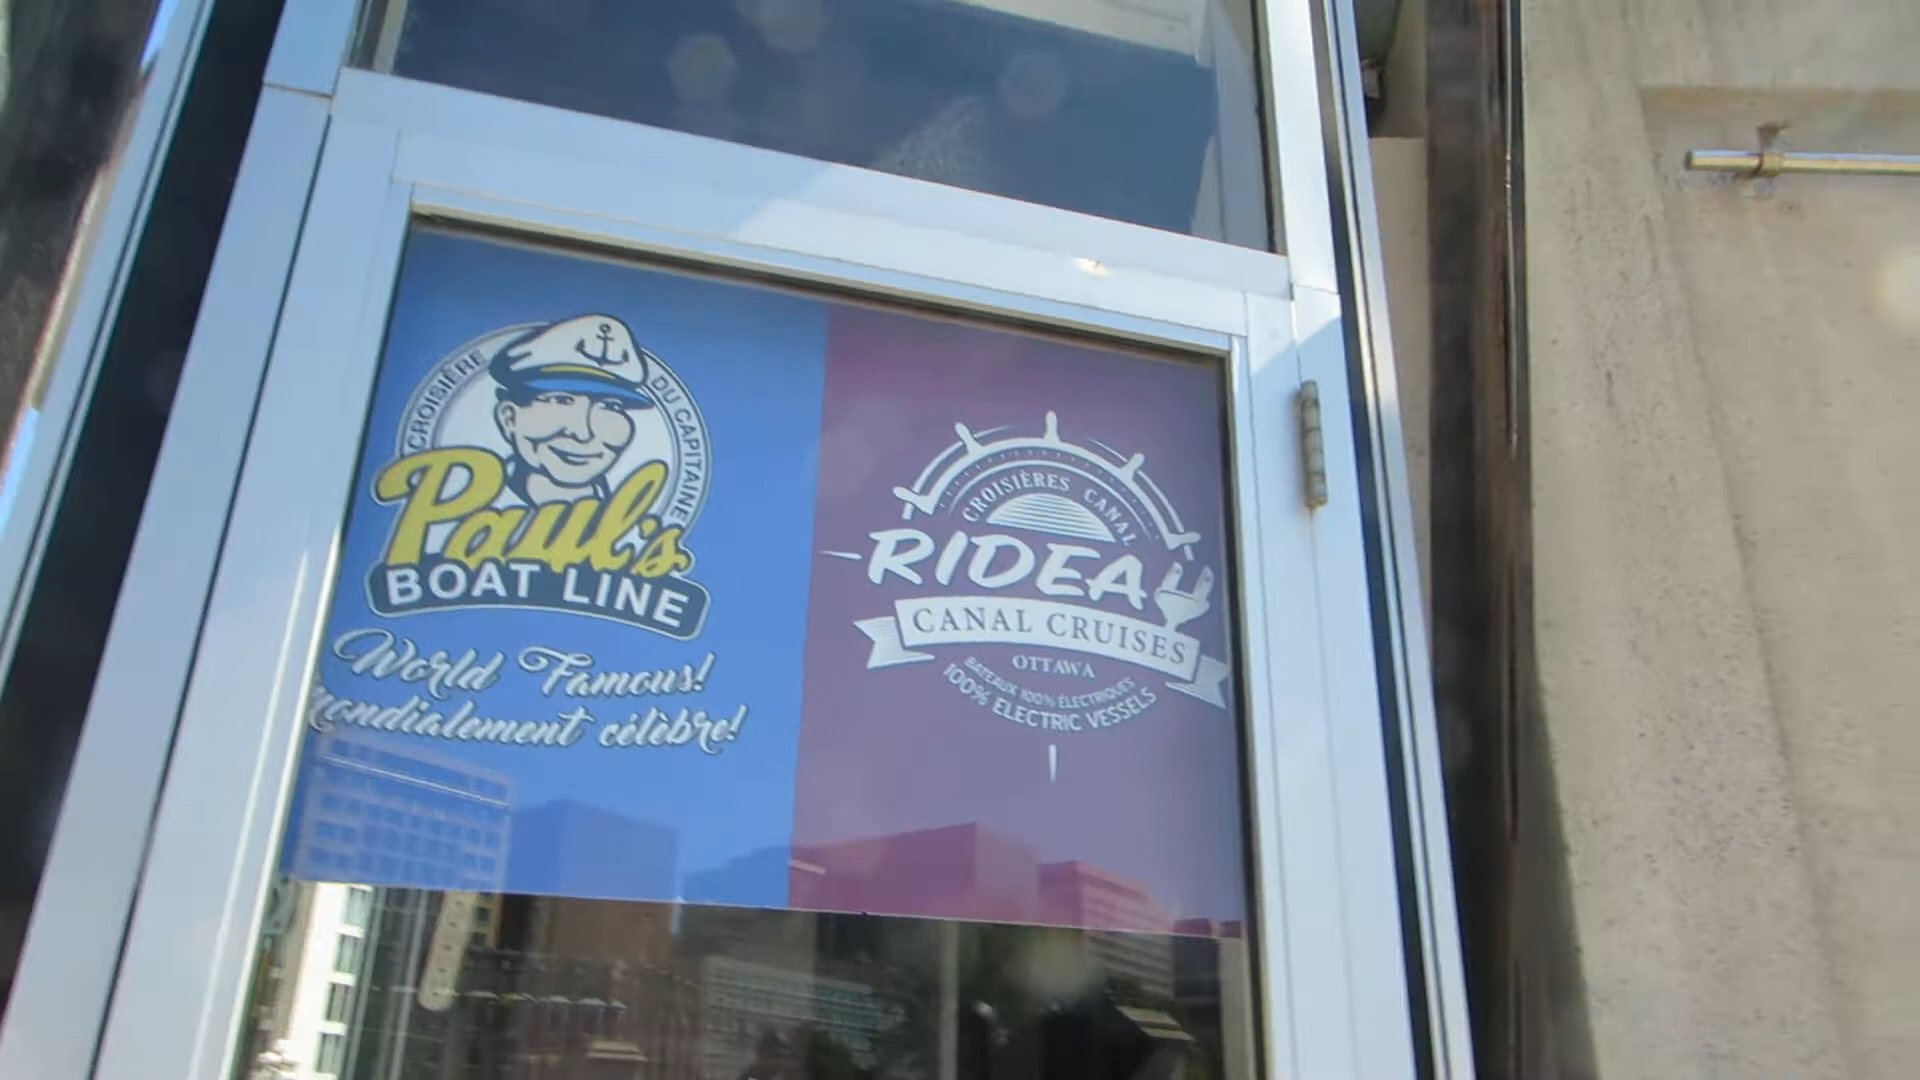 CROISIÈRE DU CAPITAINE
Paul's
BOAT LINE
World Famous!
mondialement célèbre!
CROISIÈRES CANAL
RIDEAU
CANAL CRUISES
OTTAWA
BATEAUX 100% ÉLECTRIQUES
100% ELECTRIC VESSELS